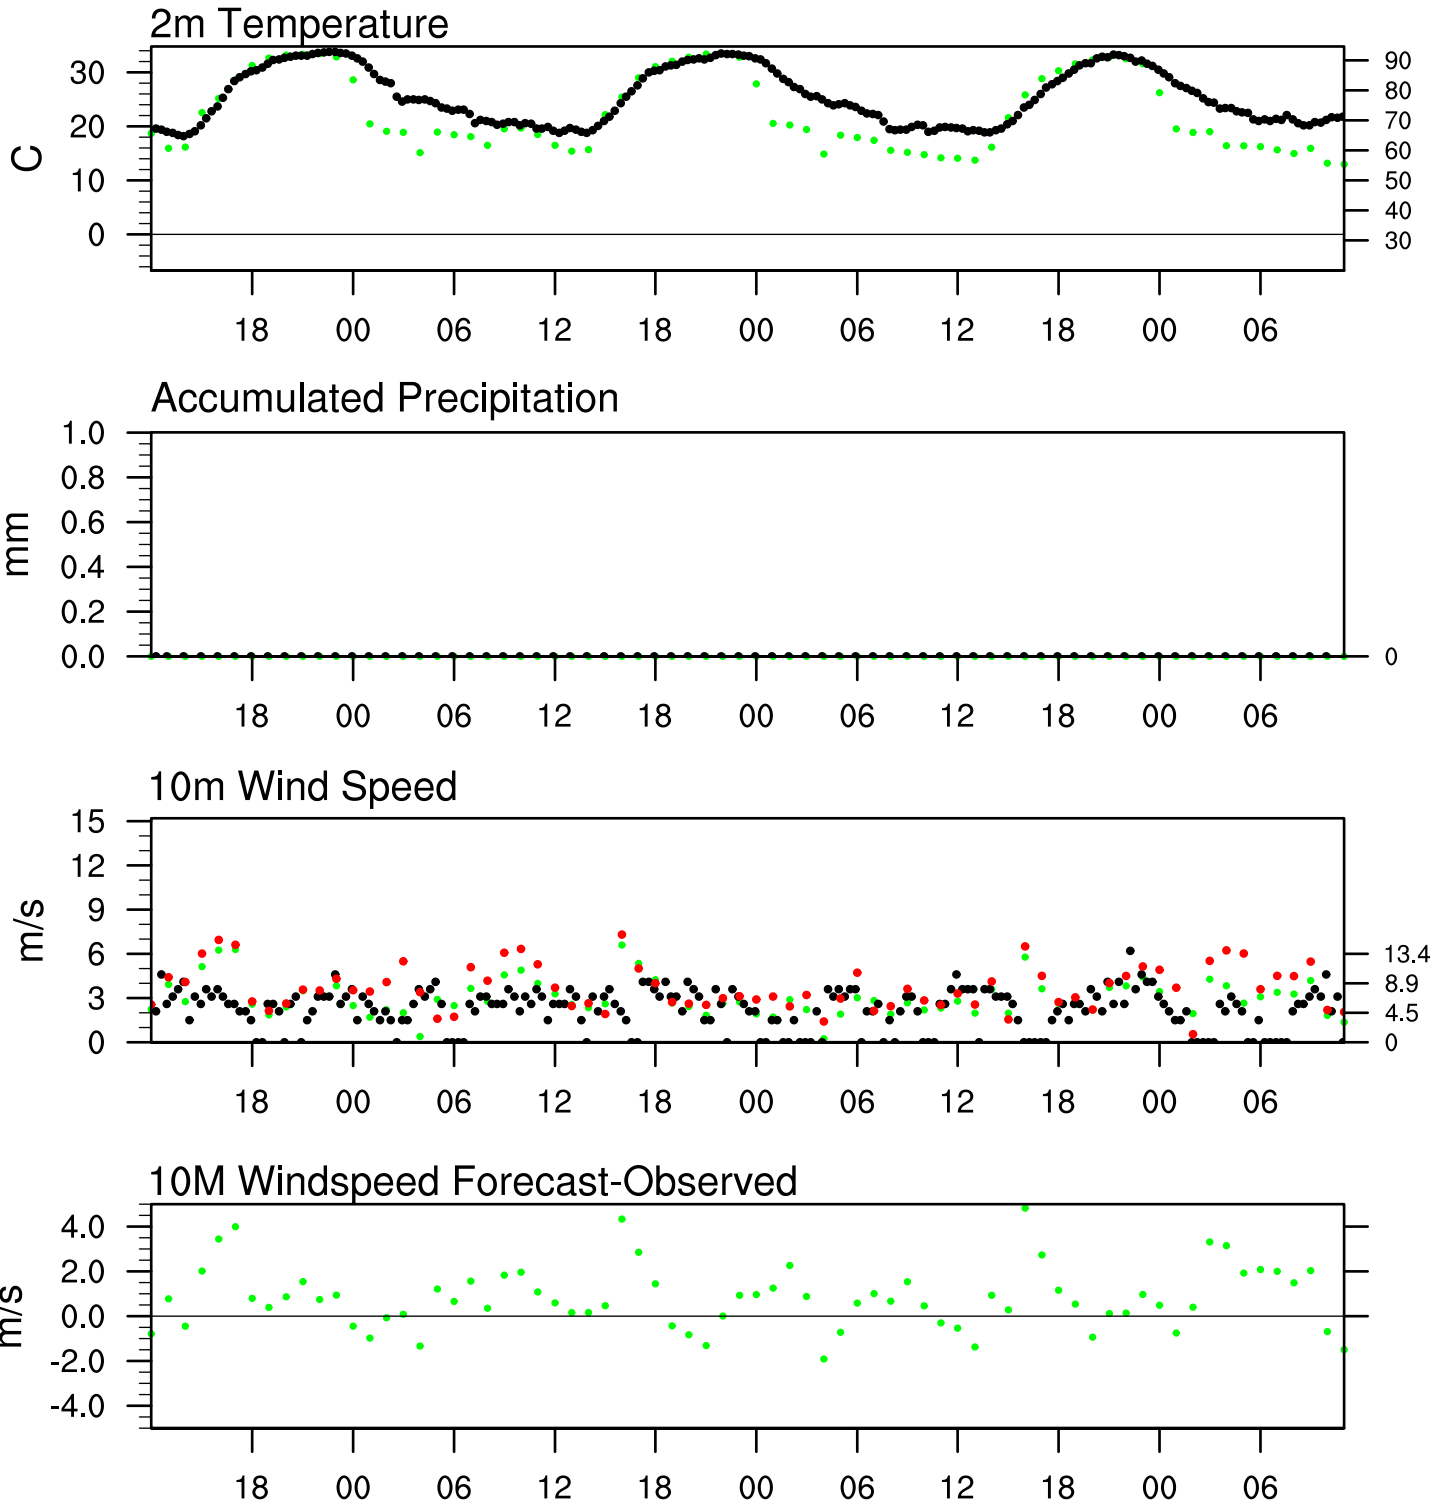 2m Temperature
30
20
10
0
C
90
80
70
60
50
40
30
18 00 06 12 18 00 06 12 18 00 06
Accumulated Precipitation
1.0
0.8
0.6
0.4
0.2
0.0
mm
0
18 00 06 12 18 00 06 12 18 00 06
10m Wind Speed
15
12
9
6
3
0
m/s
13.4
8.9
4.5
0
18 00 06 12 18 00 06 12 18 00 06
10M Windspeed Forecast-Observed
4.0
2.0
0.0
-2.0
-4.0
m/s
18 00 06 12 18 00 06 12 18 00 06